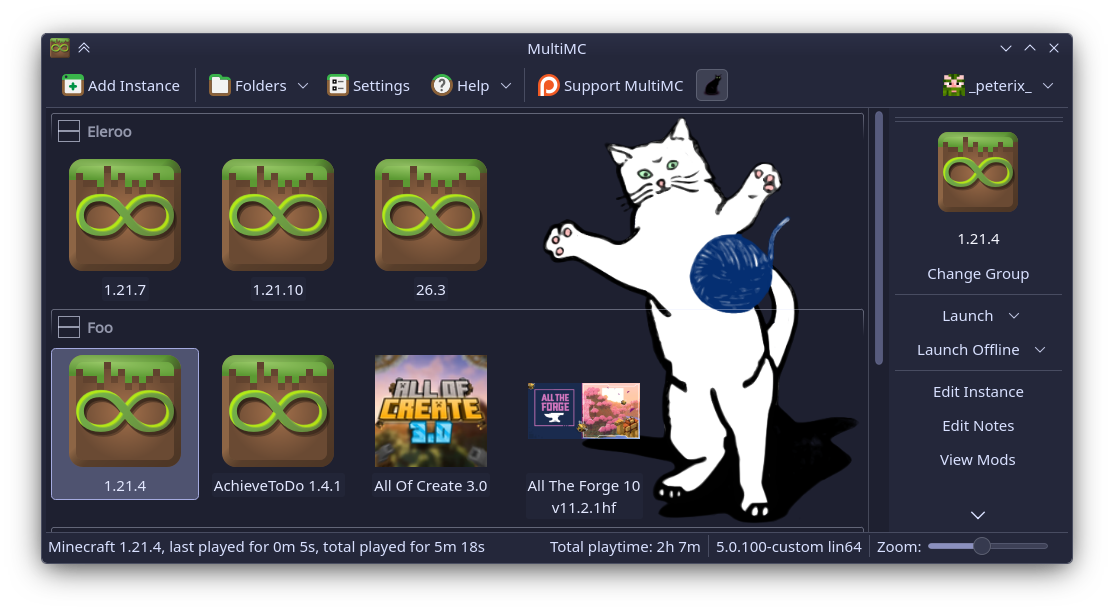 MultiMC
Add Instance
Folders
Settings
Help
Support MultiMC
_peterix_
Eleroo
1.21.7
1.21.10
26.3
Foo
1.21.4
AchieveToDo 1.4.1
ALL OF
CREATE
3.0
All Of Create 3.0
ALL THE
FORGE
All The Forge 10
v11.2.1hf
1.21.4
Change Group
Launch
Launch Offline
Edit Instance
Edit Notes
View Mods
Minecraft 1.21.4, last played for 0m 5s, total played for 5m 18s
Total playtime: 2h 7m
5.0.100-custom lin64
Zoom: